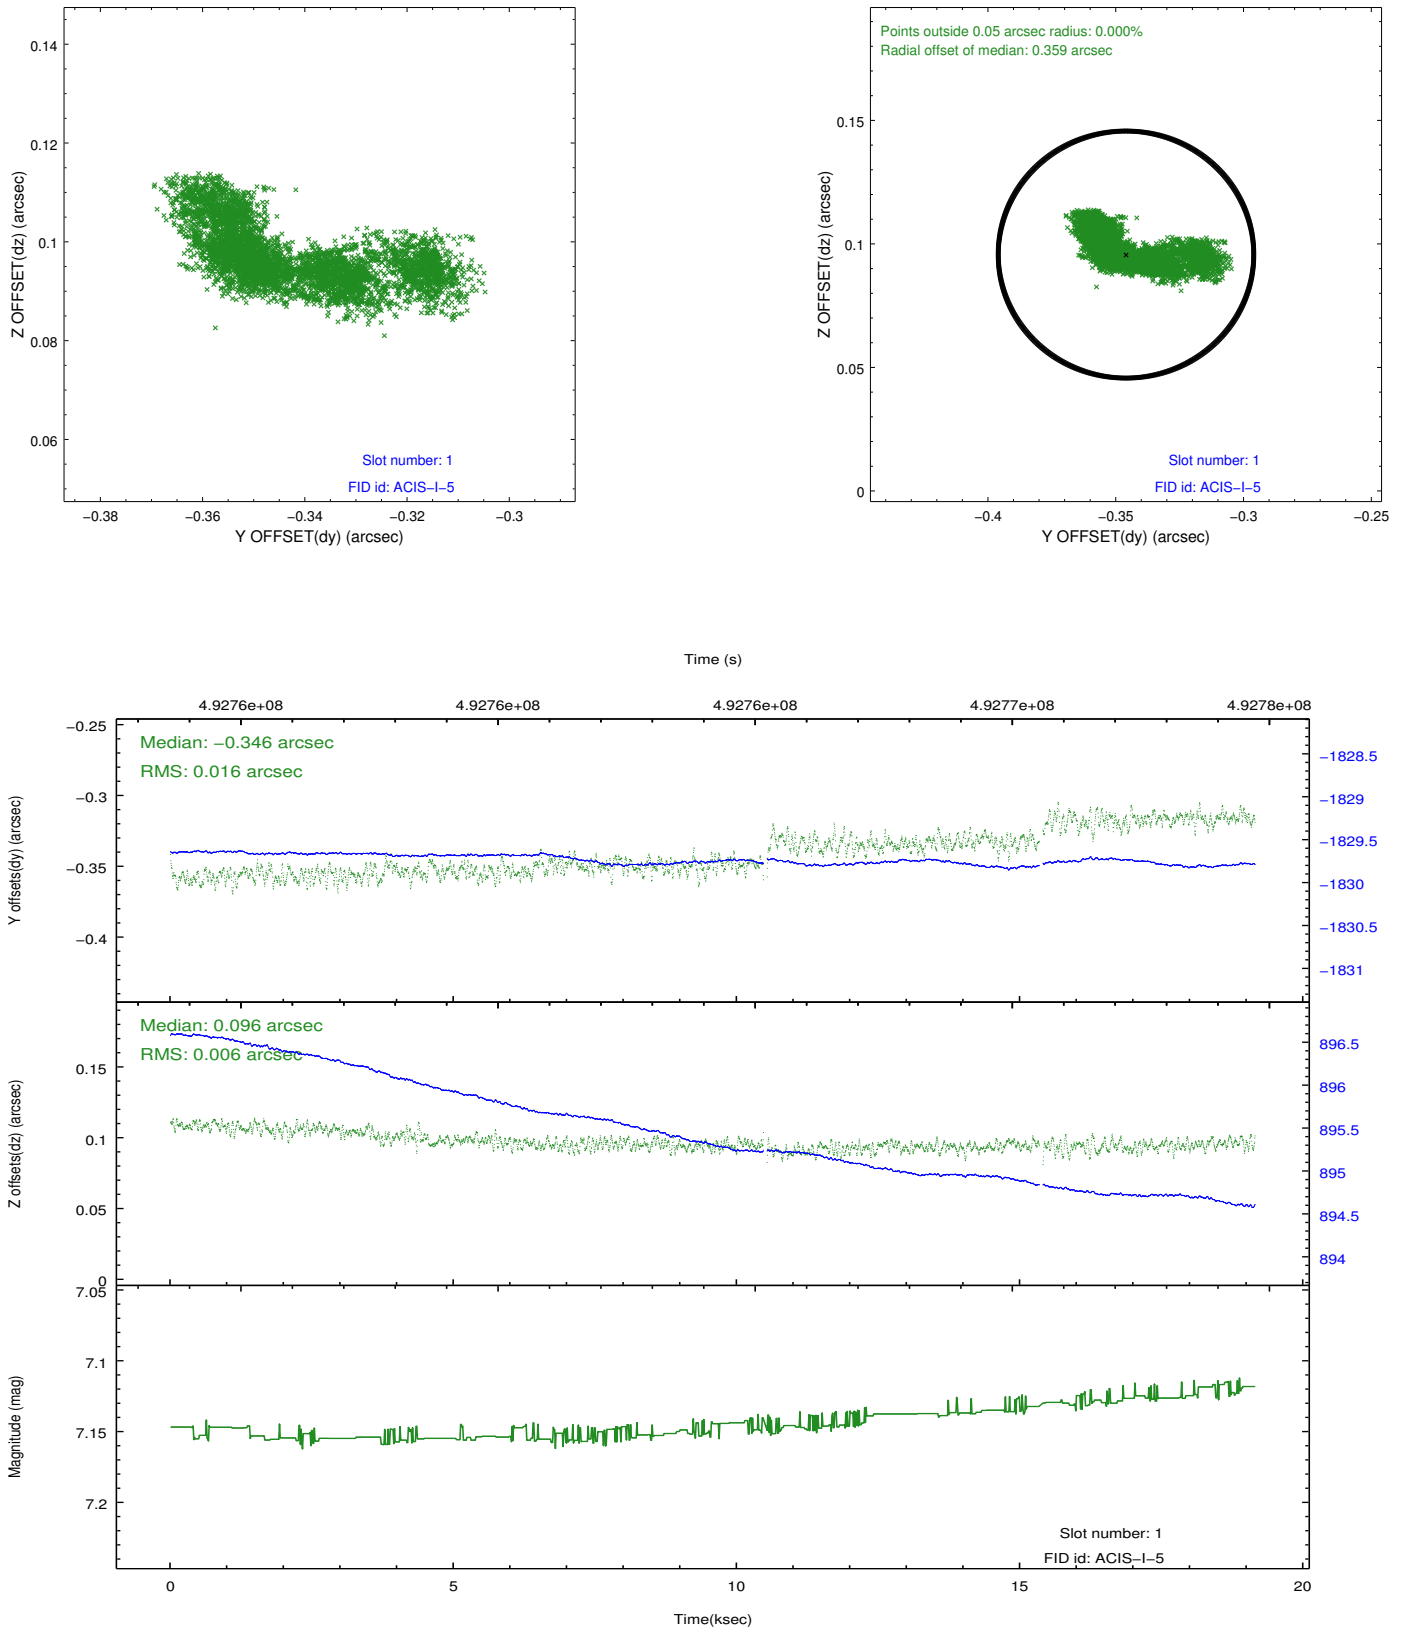 0.14
0.12
0.1
0.08
0.06
Z OFFSET(dz) (arcsec)
Slot number: 1
FID id: ACIS−I−5
−0.38 −0.36 −0.34 −0.32 −0.3
Y OFFSET(dy) (arcsec)
Points outside 0.05 arcsec radius: 0.000%
Radial offset of median: 0.359 arcsec
0.15
0.1
0.05
0
Z OFFSET(dz) (arcsec)
Slot number: 1
FID id: ACIS−I−5
−0.4 −0.35 −0.3 −0.25
Y OFFSET(dy) (arcsec)
Time (s)
4.9276e+08 4.9276e+08 4.9276e+08 4.9277e+08 4.9278e+08
Median: −0.346 arcsec
RMS: 0.016 arcsec
−0.25
−0.3
−0.35
−0.4
Y offsets(dy) (arcsec)
−1828.5
−1829
−1829.5
−1830
−1830.5
−1831
Median: 0.096 arcsec
RMS: 0.006 arcsec
0.15
0.1
0.05
0
Z offsets(dz) (arcsec)
896.5
896
895.5
895
894.5
894
7.05
7.1
7.15
7.2
Magnitude (mag)
Slot number: 1
FID id: ACIS−I−5
0 5 10 15 20
Time(ksec)